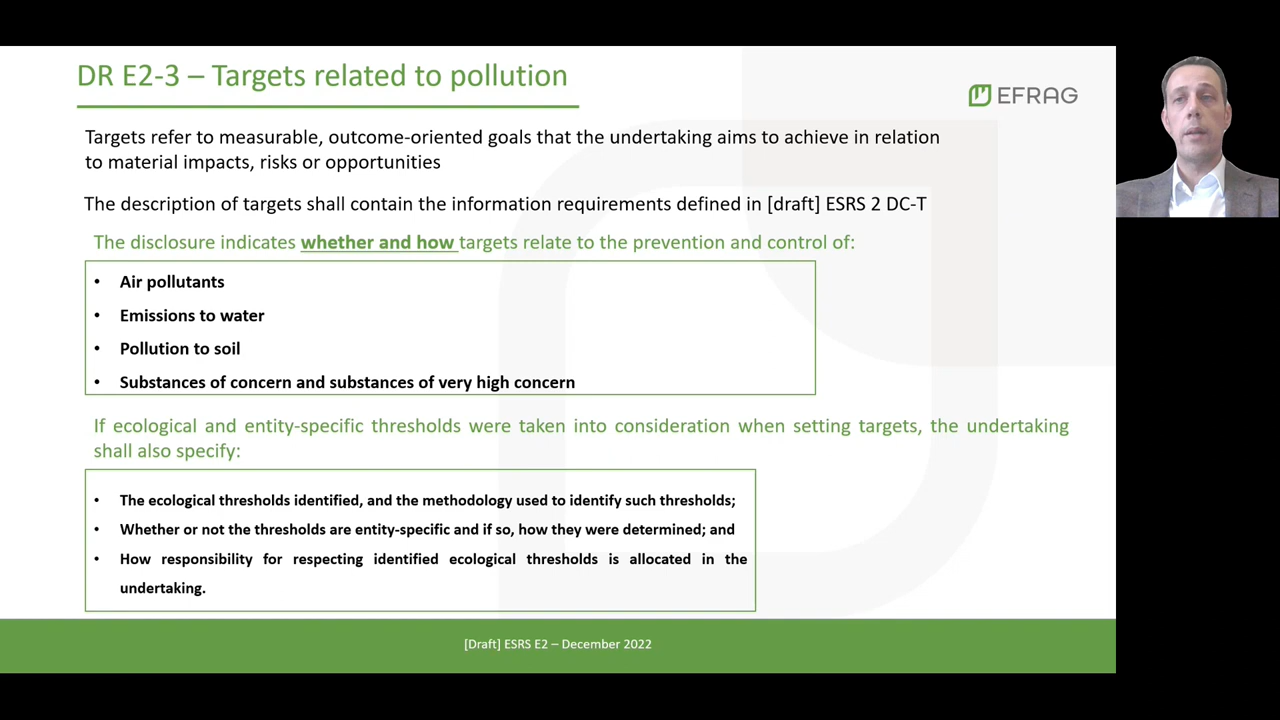 DR E2-3 – Targets related to pollution
EFRAG
Targets refer to measurable, outcome-oriented goals that the undertaking aims to achieve in relation
to material impacts, risks or opportunities
The description of targets shall contain the information requirements defined in [draft] ESRS 2 DC-T
The disclosure indicates whether and how targets relate to the prevention and control of:
• Air pollutants
• Emissions to water
• Pollution to soil
• Substances of concern and substances of very high concern
If ecological and entity-specific thresholds were taken into consideration when setting targets, the undertaking
shall also specify:
• The ecological thresholds identified, and the methodology used to identify such thresholds;
• Whether or not the thresholds are entity-specific and if so, how they were determined; and
• How responsibility for respecting identified ecological thresholds is allocated in the
undertaking.
[Draft] ESRS E2 – December 2022